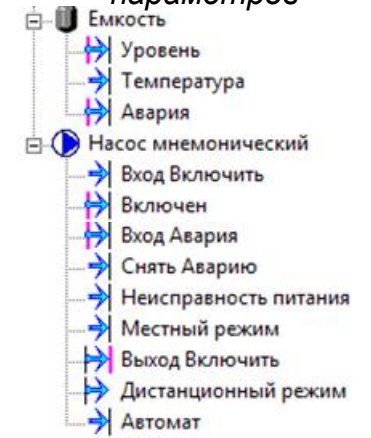 параметров
Емкость
Уровень
Температура
Авария
Насос мнемонический
Вход Включить
Включен
Вход Авария
Снять Аварию
Неисправность питания
Местный режим
Выход Включить
Дистанционный режим
Автомат